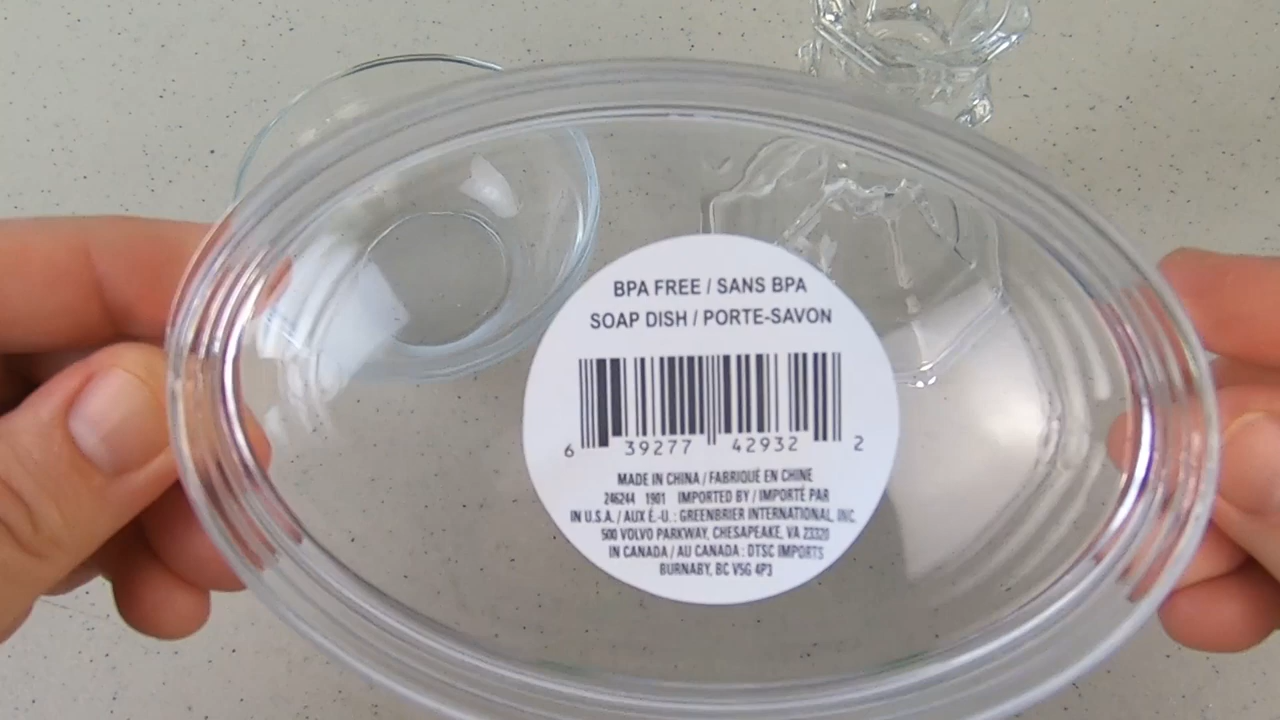 BPA FREE / SANS BPA
SOAP DISH / PORTE-SAVON
6 39277 42932 2
MADE IN CHINA / FABRIQUÉ EN CHINE
246244 1901 IMPORTED BY / IMPORTÉ PAR
IN U.S.A. / AUX É.-U. : GREENBRIER INTERNATIONAL, INC.
500 VOLVO PARKWAY, CHESAPEAKE, VA 23320
IN CANADA / AU CANADA : DTSC IMPORTS
BURNABY, BC V5G 4P3